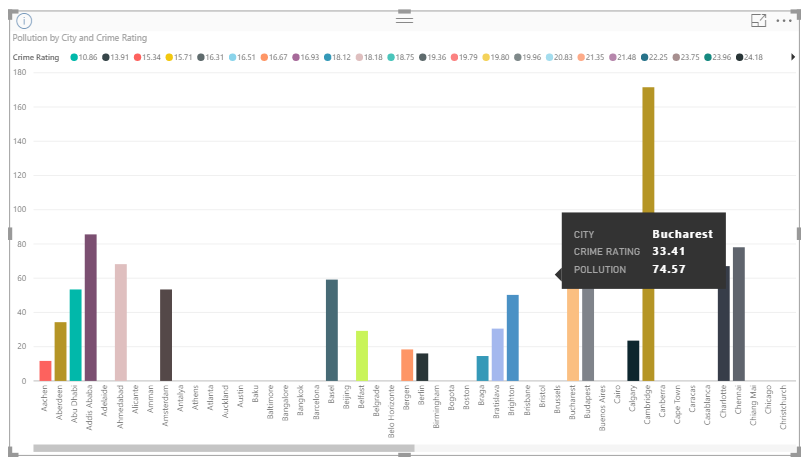 Pollution by City and Crime Rating
Crime Rating 10.86 13.91 15.34 15.71 16.31 16.51 16.67 16.93 18.12 18.18 18.75 19.36 19.79 19.80 19.96 20.83 21.35 21.48 22.25 23.75 23.96 24.18
180
160
140
120
100
80
60
40
20
0
CITY Bucharest
CRIME RATING 33.41
POLLUTION 74.57
Aachen
Aberdeen
Abu Dhabi
Addis Ababa
Adelaide
Ahmedabad
Alicante
Amman
Amsterdam
Antalya
Athens
Atlanta
Auckland
Austin
Baku
Baltimore
Bangalore
Bangkok
Barcelona
Basel
Beijing
Belfast
Belgrade
Belo Horizonte
Bergen
Berlin
Birmingham
Bogota
Boston
Braga
Bratislava
Brighton
Brisbane
Bristol
Brussels
Bucharest
Budapest
Buenos Aires
Cairo
Calgary
Cambridge
Canberra
Cape Town
Caracas
Casablanca
Charlotte
Chennai
Chiang Mai
Chicago
Christchurch